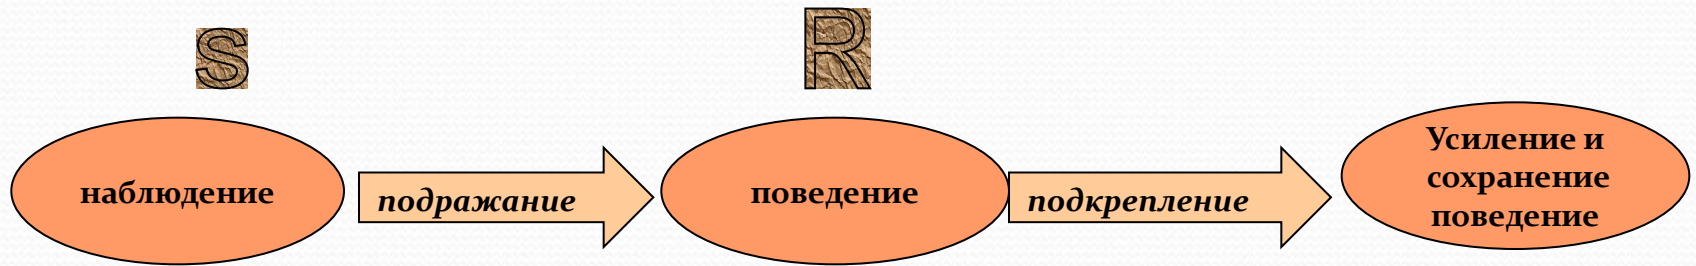 S
R
наблюдение
подражание
поведение
подкрепление
Усиление и
сохранение
поведение